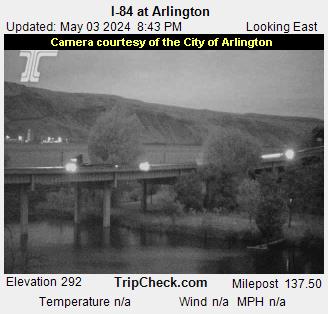 I-84 at Arlington
Updated: May 03 2024 8:43 PM Looking East
Camera courtesy of the City of Arlington
Elevation 292 TripCheck.com Milepost 137.50
Temperature n/a Wind n/a MPH n/a